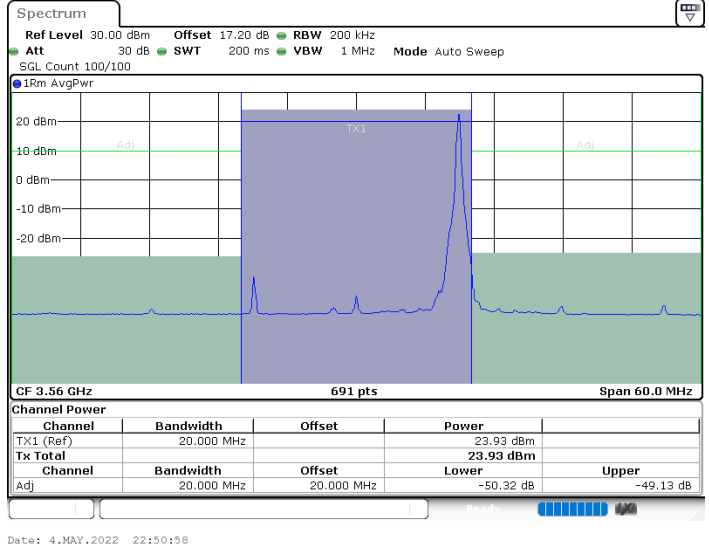 Spectrum
Ref Level 30.00 dBm Offset 17.20 dB RBW 200 kHz
Att 30 dB SWT 200 ms VBW 1 MHz Mode Auto Sweep
SGL Count 100/100
1Rm AvgPwr
20 dBm
TX1
10 dBm
Adj
Adj
0 dBm
-10 dBm
-20 dBm
CF 3.56 GHz 691 pts Span 60.0 MHz
Channel Power
Channel Bandwidth Offset Power
TX1 (Ref) 20.000 MHz 23.93 dBm
Tx Total 23.93 dBm
Channel Bandwidth Offset Lower Upper
Adj 20.000 MHz 20.000 MHz -50.32 dB -49.13 dB
Ready
Date: 4.MAY.2022 22:50:58